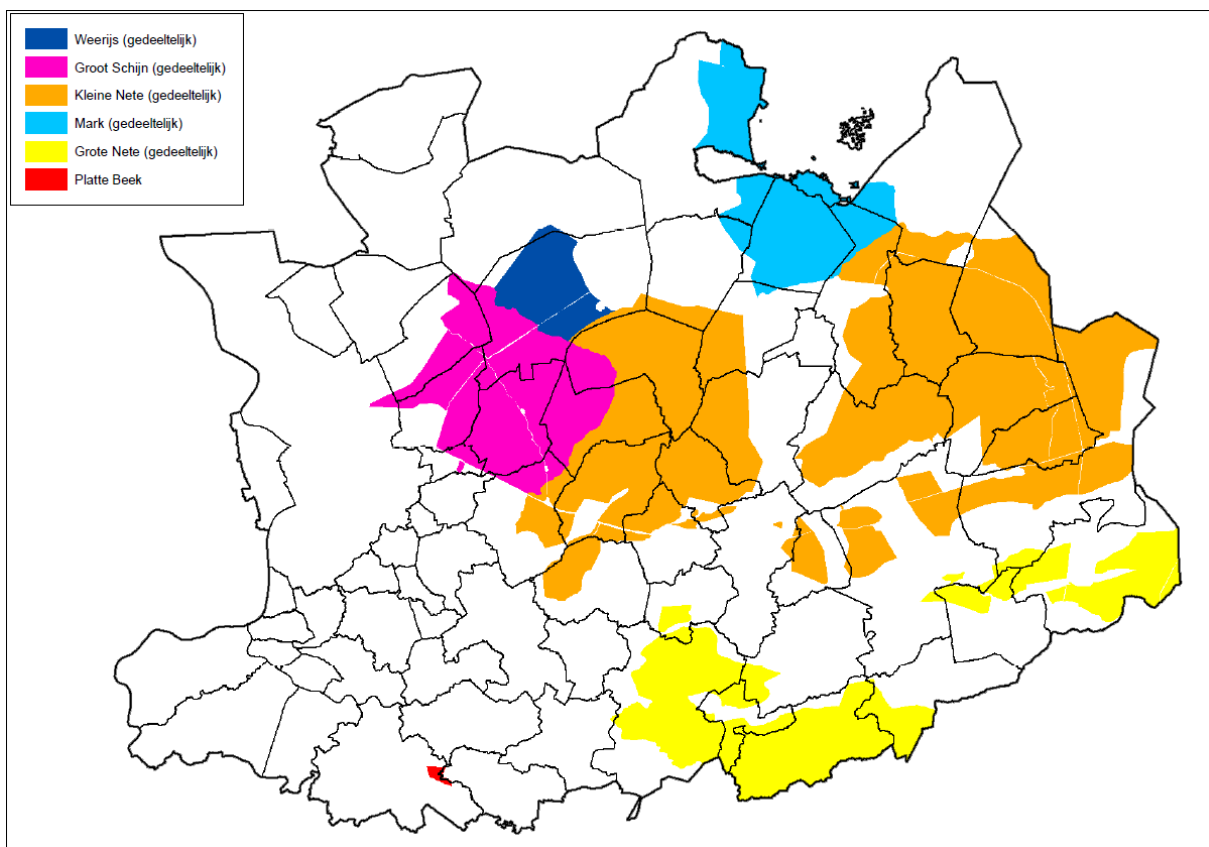 Weerijs (gedeeltelijk)
Groot Schijn (gedeeltelijk)
Kleine Nete (gedeeltelijk)
Mark (gedeeltelijk)
Grote Nete (gedeeltelijk)
Platte Beek